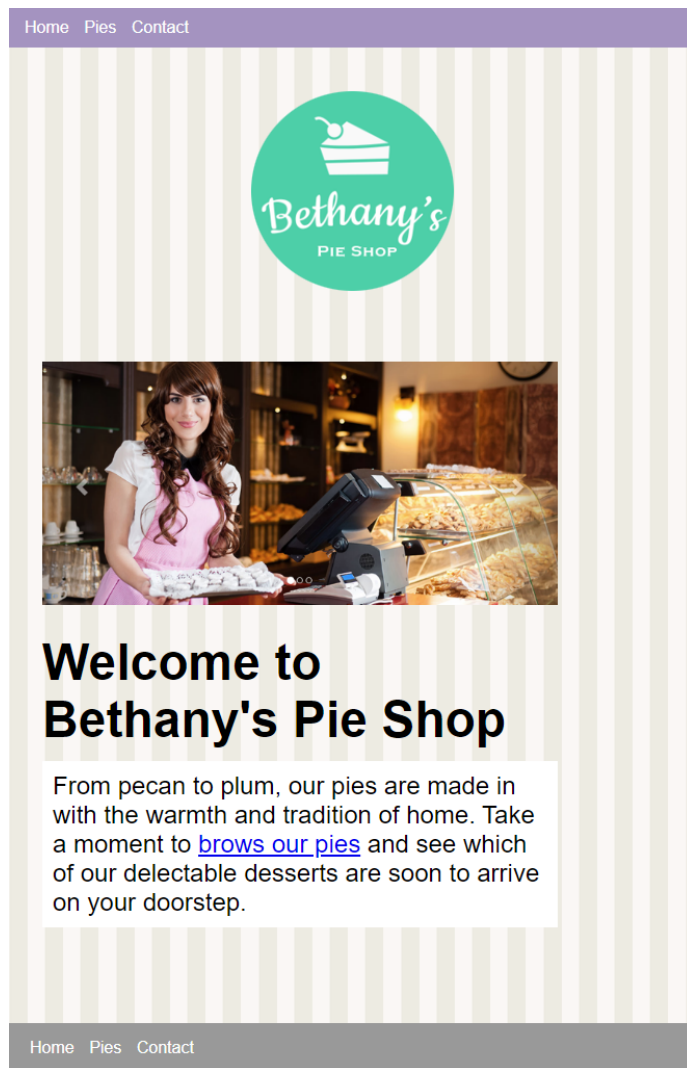 Home Pies Contact
Bethany's
PIE SHOP
Welcome to
Bethany's Pie Shop
From pecan to plum, our pies are made in
with the warmth and tradition of home. Take
a moment to brows our pies and see which
of our delectable desserts are soon to arrive
on your doorstep.
Home Pies Contact